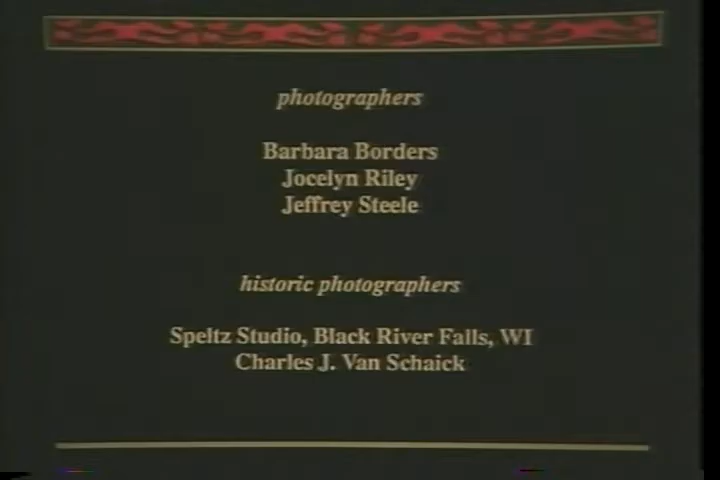 photographers
Barbara Borders
Jocelyn Riley
Jeffrey Steele
historic photographers
Speltz Studio, Black River Falls, WI
Charles J. Van Schaick